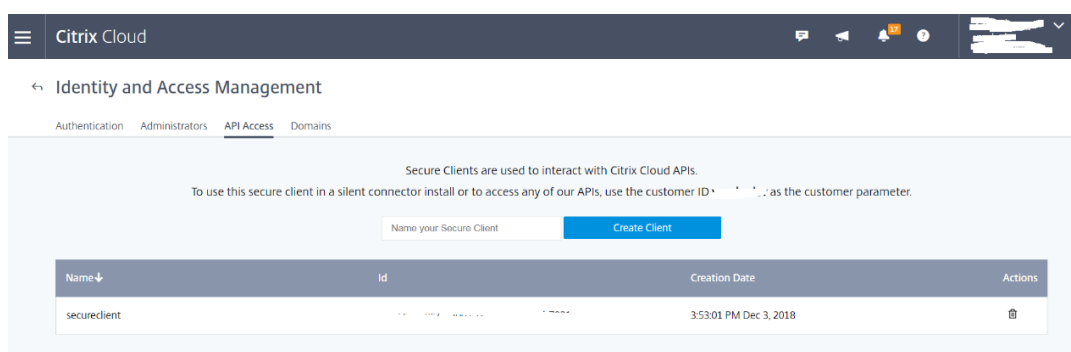 Citrix Cloud
17
Identity and Access Management
Authentication Administrators API Access Domains
Secure Clients are used to interact with Citrix Cloud APIs.
To use this secure client in a silent connector install or to access any of our APIs, use the customer ID as the customer parameter.
Name your Secure Client Create Client
Name Id Creation Date Actions
secureclient 3:53:01 PM Dec 3, 2018